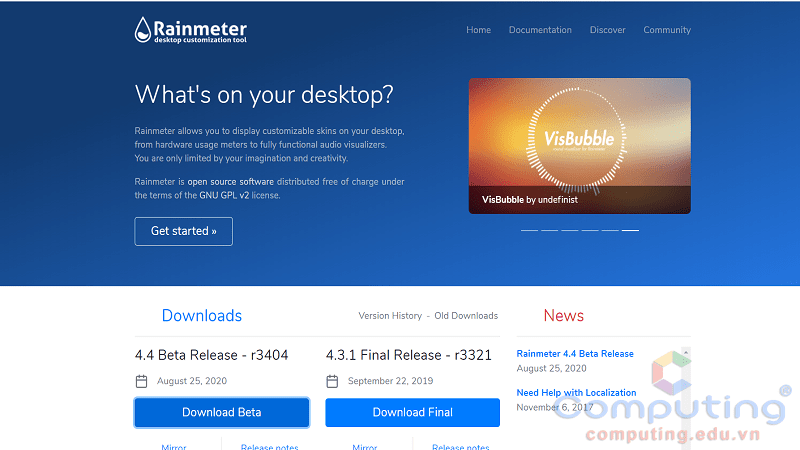 Rainmeter
desktop customization tool
Home Documentation Discover Community
What's on your desktop?
Rainmeter allows you to display customizable skins on your desktop,
from hardware usage meters to fully functional audio visualizers.
You are only limited by your imagination and creativity.
Rainmeter is open source software distributed free of charge under
the terms of the GNU GPL v2 license.
Get started »
VisBubble
VisBubble by undefinist
Downloads
Version History - Old Downloads
4.4 Beta Release - r3404
August 25, 2020
Download Beta
Mirror Release notes
4.3.1 Final Release - r3321
September 22, 2019
Download Final
Mirror Release notes
News
Rainmeter 4.4 Beta Release
August 25, 2020
Need Help with Localization
November 6, 2017
Computing®
computing.edu.vn